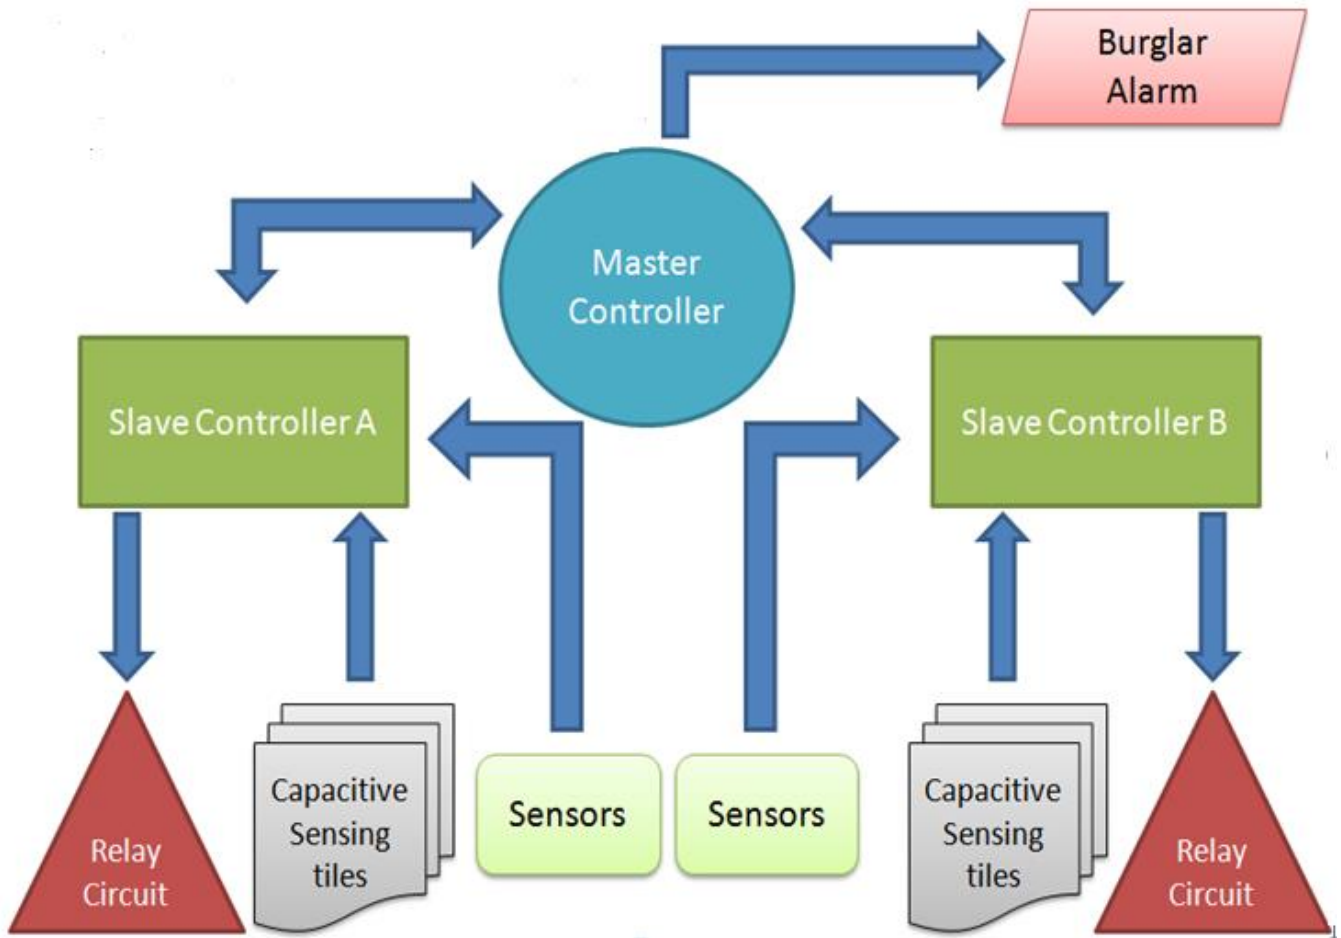 Burglar
Alarm
Master
Controller
Slave Controller A
Slave Controller B
Relay
Circuit
Capacitive
Sensing
tiles
Sensors
Sensors
Capacitive
Sensing
tiles
Relay
Circuit